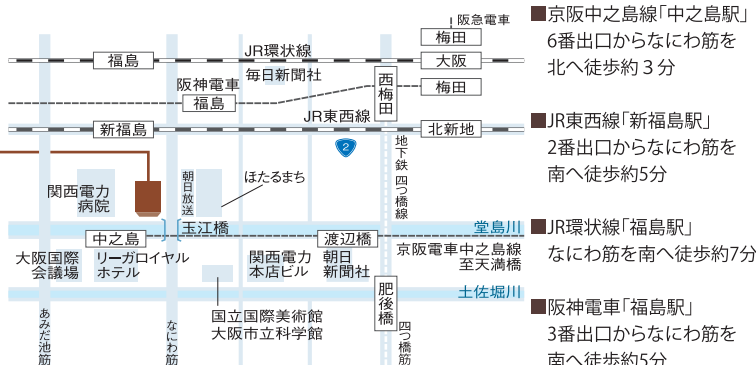 阪急電車
梅田
JR環状線
福島
大阪
毎日新聞社
阪神電車
西梅田
梅田
福島
JR東西線
新福島
北新地
2
地下鉄 四つ橋線
関西電力
病院
朝日放送
ほたるまち
玉江橋
堂島川
中之島
渡辺橋
京阪電車中之島線
至天満橋
大阪国際
会議場
リーガロイヤル
ホテル
関西電力
本店ビル
朝日
新聞社
肥後橋
土佐堀川
国立国際美術館
大阪市立科学館
あみだ池筋
なにわ筋
四つ橋筋
■京阪中之島線「中之島駅」
6番出口からなにわ筋を
北へ徒歩約3分
■JR東西線「新福島駅」
2番出口からなにわ筋を
南へ徒歩約5分
■JR環状線「福島駅」
なにわ筋を南へ徒歩約7分
■阪神電車「福島駅」
3番出口からなにわ筋を
南へ徒歩約5分